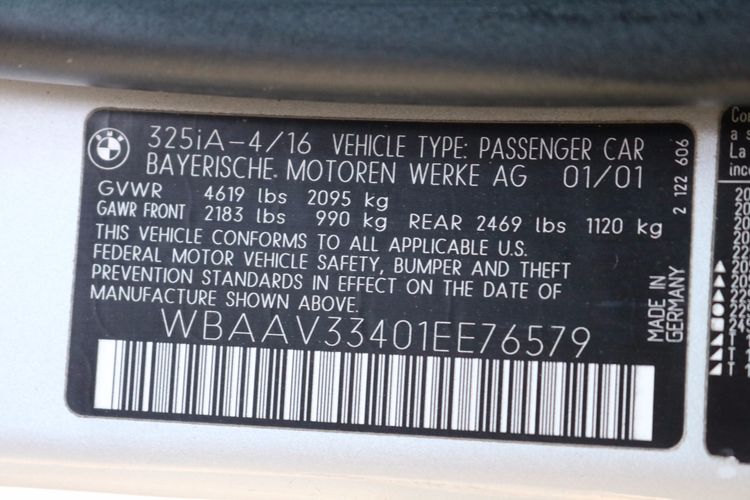 BMW
325iA-4/16 VEHICLE TYPE: PASSENGER CAR
BAYERISCHE MOTOREN WERKE AG 01/01
GVWR 4619 lbs 2095 kg
GAWR FRONT 2183 lbs 990 kg REAR 2469 lbs 1120 kg
THIS VEHICLE CONFORMS TO ALL APPLICABLE U.S.
FEDERAL MOTOR VEHICLE SAFETY, BUMPER AND THEFT
PREVENTION STANDARDS IN EFFECT ON THE DATE OF
MANUFACTURE SHOWN ABOVE.
WBAAV33401EE76579
2 122 606
MADE IN
GERMANY
a s
La